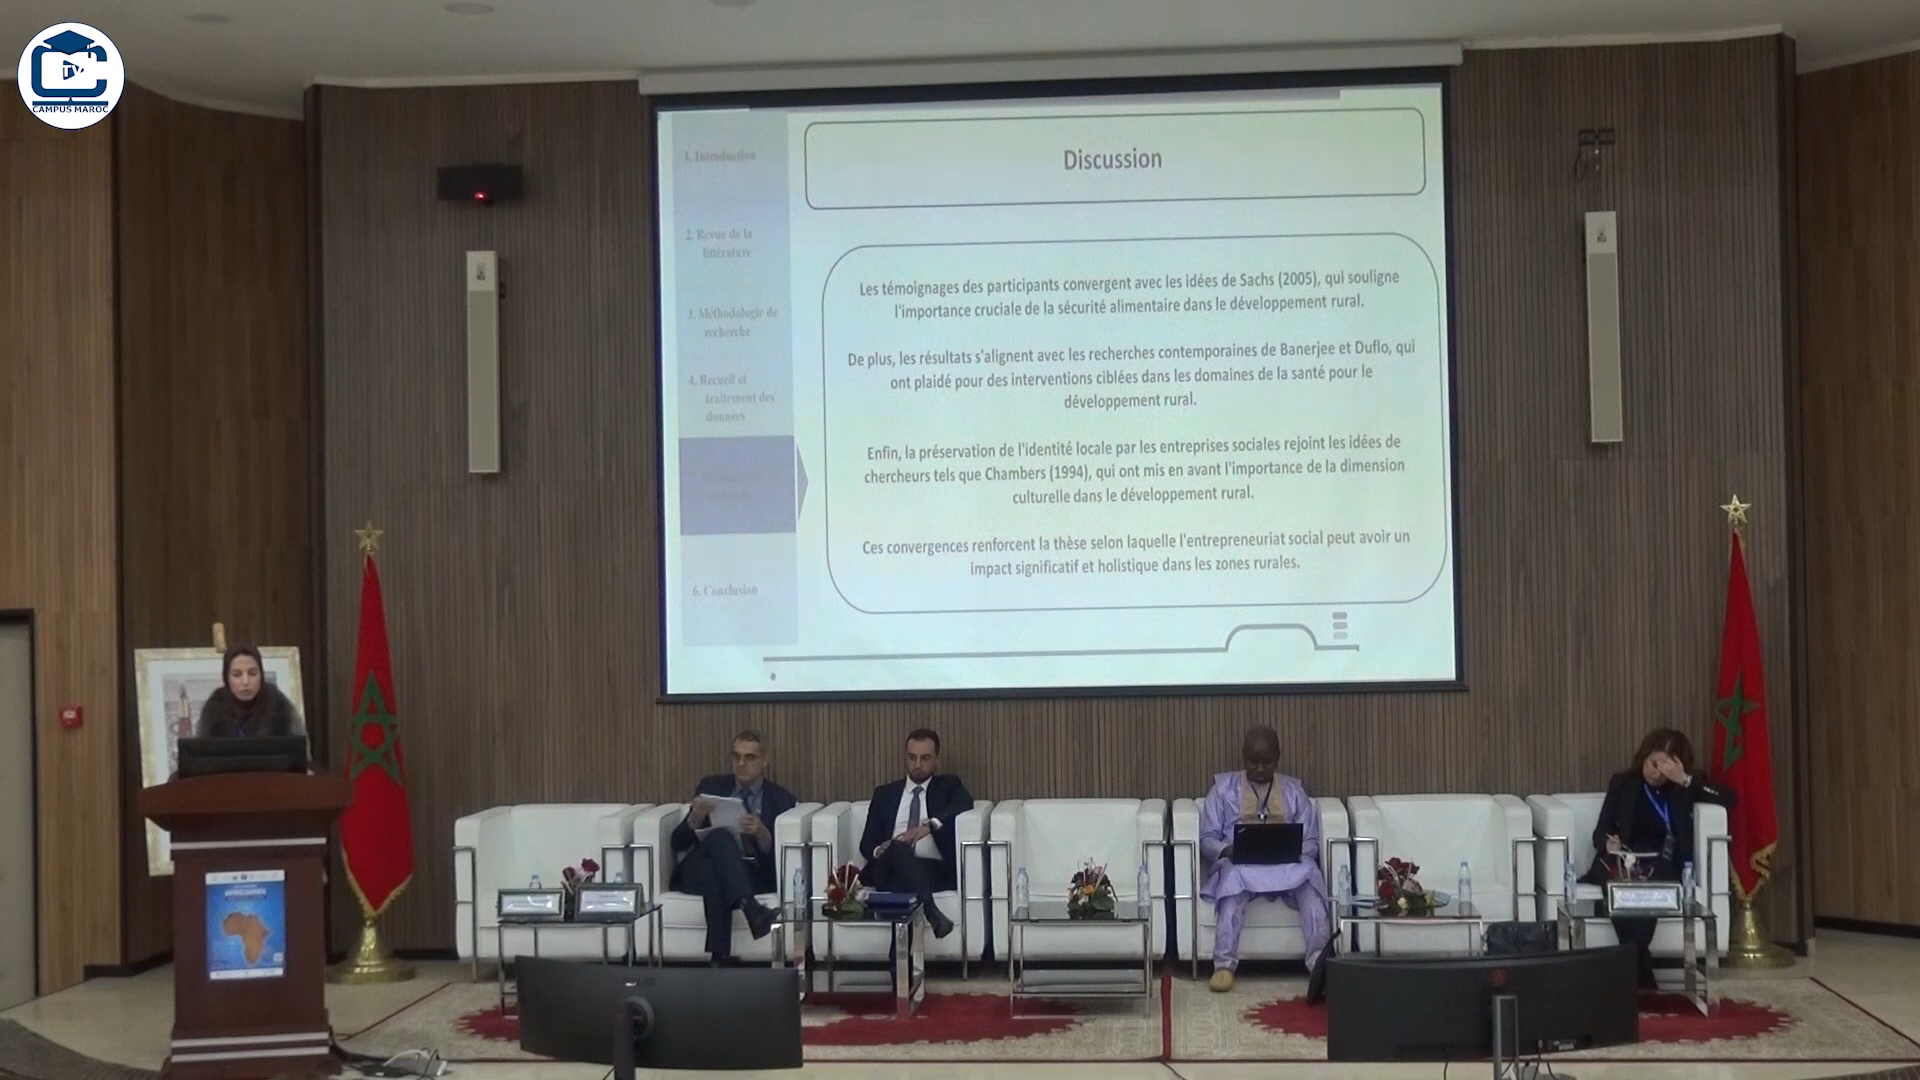 TV
CAMPUS MAROC
1. Introduction
2. Revue de la
littérature
3. Méthodologie de
recherche
4. Recueil et
traitement des
données
6. Conclusion
Discussion
Les témoignages des participants convergent avec les idées de Sachs (2005), qui souligne
l'importance cruciale de la sécurité alimentaire dans le développement rural.
De plus, les résultats s'alignent avec les recherches contemporaines de Banerjee et Duflo, qui
ont plaidé pour des interventions ciblées dans les domaines de la santé pour le
développement rural.
Enfin, la préservation de l'identité locale par les entreprises sociales rejoint les idées de
chercheurs tels que Chambers (1994), qui ont mis en avant l'importance de la dimension
culturelle dans le développement rural.
Ces convergences renforcent la thèse selon laquelle l'entrepreneuriat social peut avoir un
impact significatif et holistique dans les zones rurales.
AFRICAINES